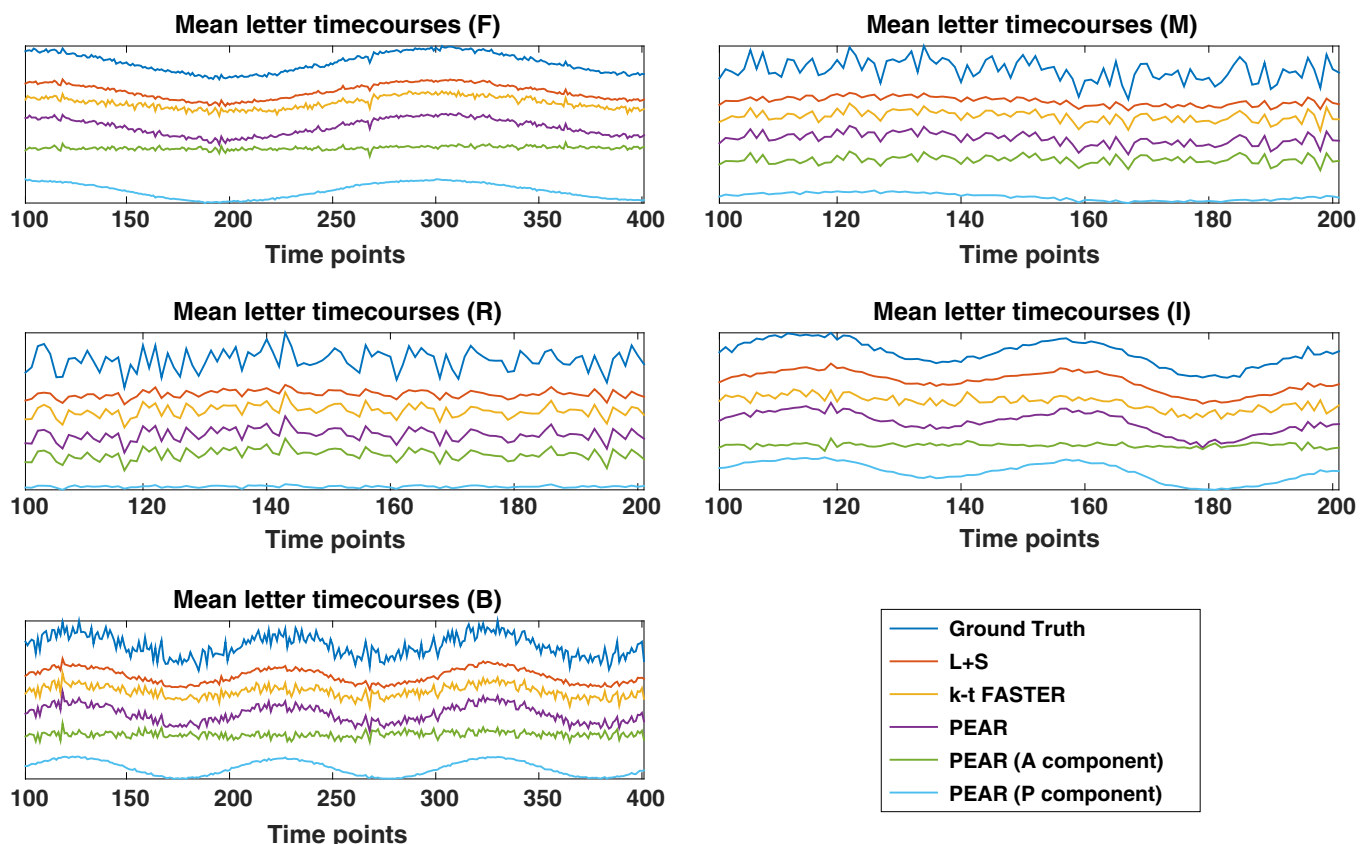 Mean letter timecourses (F)
100 150 200 250 300 350 400
Time points
Mean letter timecourses (M)
100 120 140 160 180 200
Time points
Mean letter timecourses (R)
100 120 140 160 180 200
Time points
Mean letter timecourses (I)
100 120 140 160 180 200
Time points
Mean letter timecourses (B)
100 150 200 250 300 350 400
Time points
Ground Truth
L+S
k-t FASTER
PEAR
PEAR (A component)
PEAR (P component)